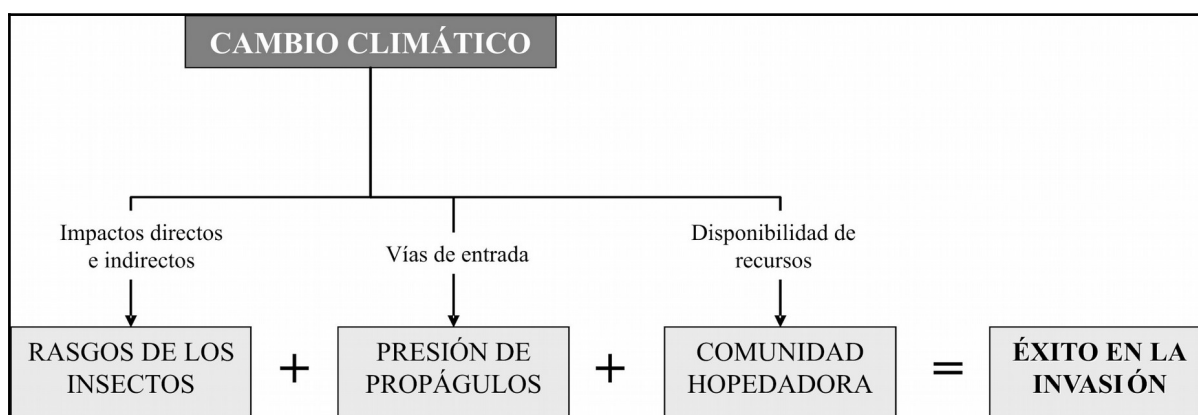 CAMBIO CLIMÁTICO
Impactos directos
e indirectos
Vías de entrada
Disponibilidad de
recursos
RASGOS DE LOS
INSECTOS
+
PRESIÓN DE
PROPÁGULOS
+
COMUNIDAD
HOPEDADORA
=
ÉXITO EN LA
INVASIÓN